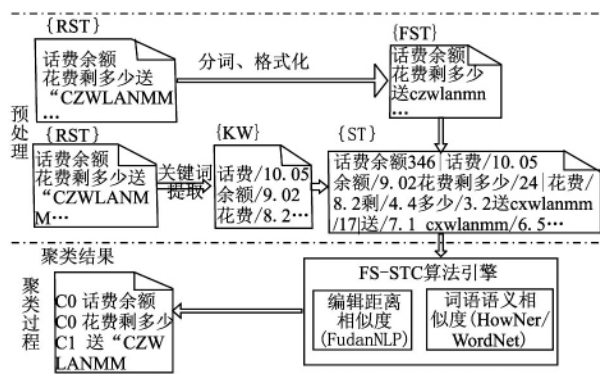 {RST}
话费余额
花费剩多少送
“CZWLANMM
…
分词、格式化
{FST}
话费余额
花费剩多少
送czwlanmn
…
预处理
{RST}
话费余额
花费剩多少送
“CZWLANM
M…
关键词
提取
{KW}
话费/10.05
余额/9.02
花费/8.2…
{ST}
话费余额346|话费/10.05
余额/9.02花费剩多少/24|花费/
8.2剩/4.4多少/3.2送cxwlanmm
/17|送/7.1 cxwlanmm/6.5…
聚类过程
聚类结果
C0 话费余额
C0 花费剩多少
C1 送“CZW
LANMM
FS-STC算法引擎
编辑距离
相似度
(FudanNLP)
词语语义相
似度(HowNer/
WordNet)